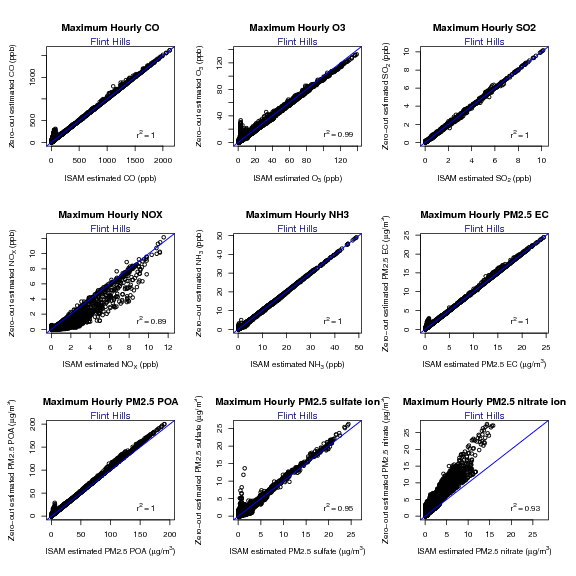 Maximum Hourly CO
Flint Hills
Zero−out estimated CO (ppb)
0
500
1500
r² = 1
0
500
1000
1500
2000
ISAM estimated CO (ppb)
Maximum Hourly O3
Flint Hills
Zero−out estimated O₃ (ppb)
0
40
80
120
r² = 0.99
0
20
40
60
80
120
ISAM estimated O₃ (ppb)
Maximum Hourly SO2
Flint Hills
Zero−out estimated SO₂ (ppb)
0
2
4
6
8
10
r² = 1
0
2
4
6
8
10
ISAM estimated SO₂ (ppb)
Maximum Hourly NOX
Flint Hills
Zero−out estimated NOX (ppb)
0
2
4
6
8
10
r² = 0.89
0
2
4
6
8
10
12
ISAM estimated NOX (ppb)
Maximum Hourly NH3
Flint Hills
Zero−out estimated NH₃ (ppb)
0
10
20
30
40
50
r² = 1
0
10
20
30
40
50
ISAM estimated NH₃ (ppb)
Maximum Hourly PM2.5 EC
Flint Hills
Zero−out estimated PM2.5 EC (µg/m³)
0
5
10
15
20
25
r² = 1
0
5
10
15
20
25
ISAM estimated PM2.5 EC (µg/m³)
Maximum Hourly PM2.5 POA
Flint Hills
Zero−out estimated PM2.5 POA (µg/m³)
0
50
100
150
200
r² = 1
0
50
100
150
200
ISAM estimated PM2.5 POA (µg/m³)
Maximum Hourly PM2.5 sulfate Ion
Flint Hills
Zero−out estimated PM2.5 sulfate (µg/m³)
0
5
10
15
20
25
r² = 0.95
0
5
10
15
20
25
ISAM estimated PM2.5 sulfate (µg/m³)
Maximum Hourly PM2.5 nitrate Ion
Flint Hills
Zero−out estimated PM2.5 nitrate (µg/m³)
0
5
10
15
20
25
r² = 0.93
0
5
10
15
20
25
ISAM estimated PM2.5 nitrate (µg/m³)